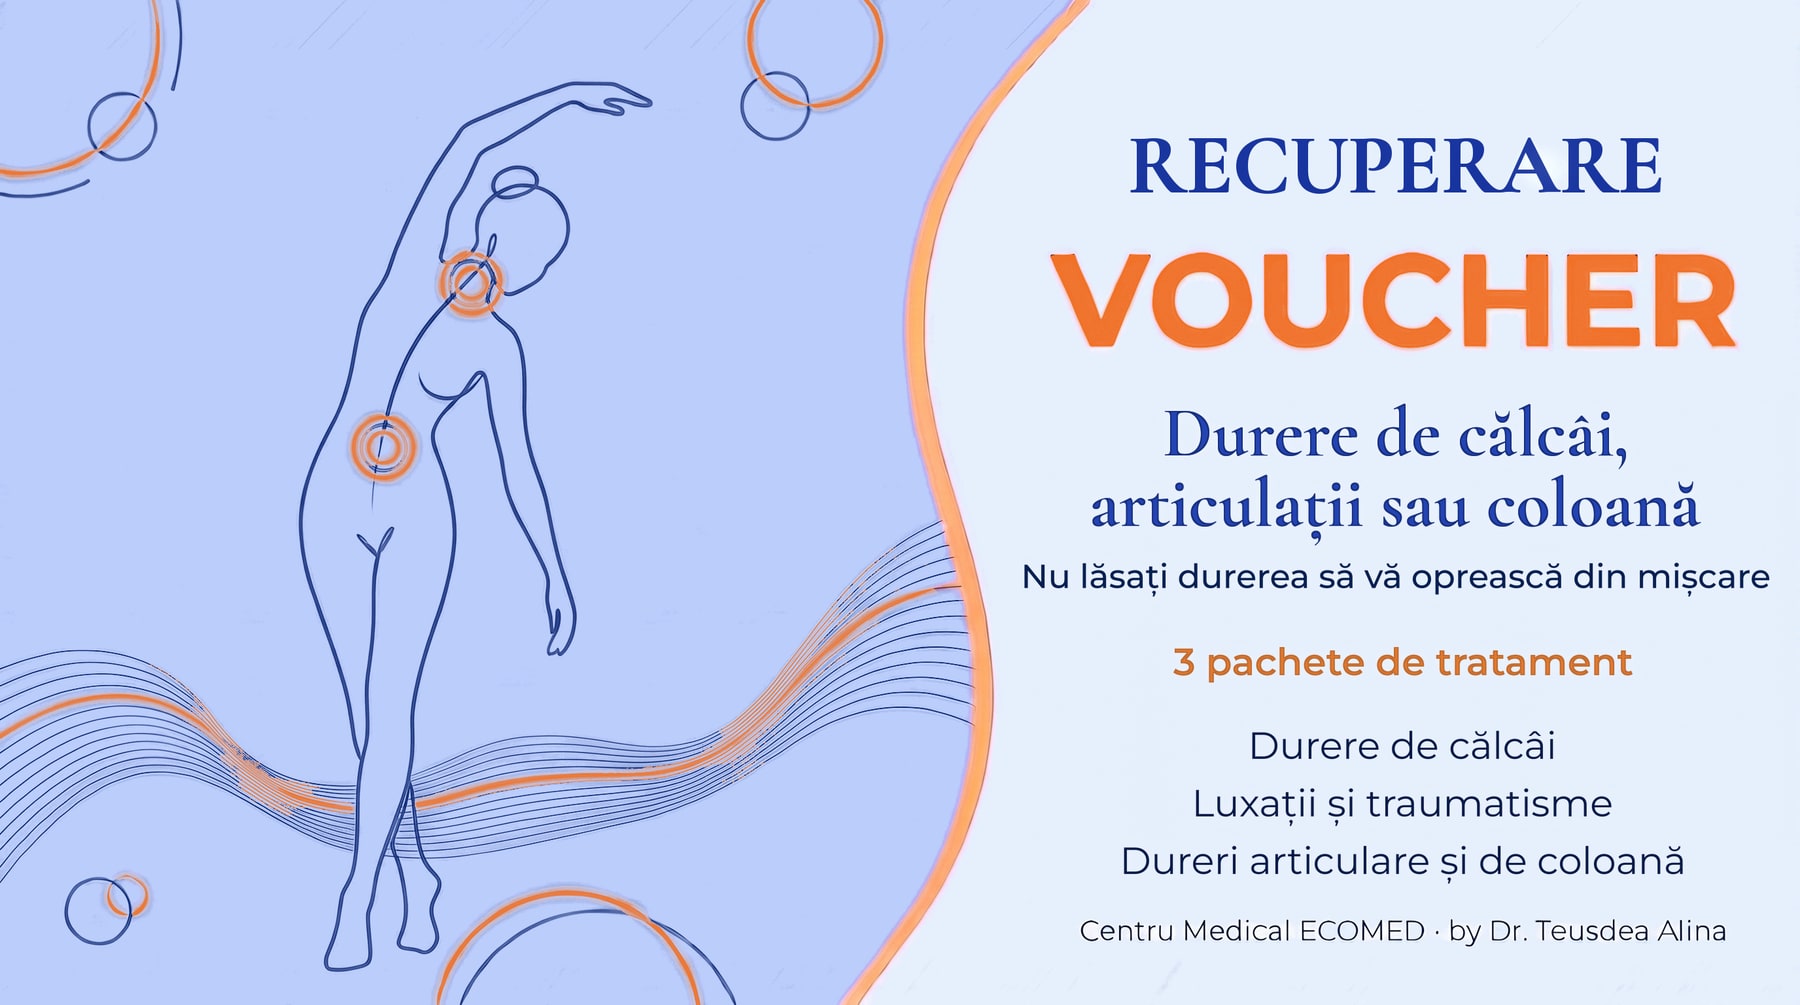 RECUPERARE
VOUCHER
Durere de călcâi,
articulații sau coloană
Nu lăsați durerea să vă oprească din mișcare
3 pachete de tratament
Durere de călcâi
Luxații și traumatisme
Dureri articulare și de coloană
Centru Medical ECOMED · by Dr. Teusdea Alina